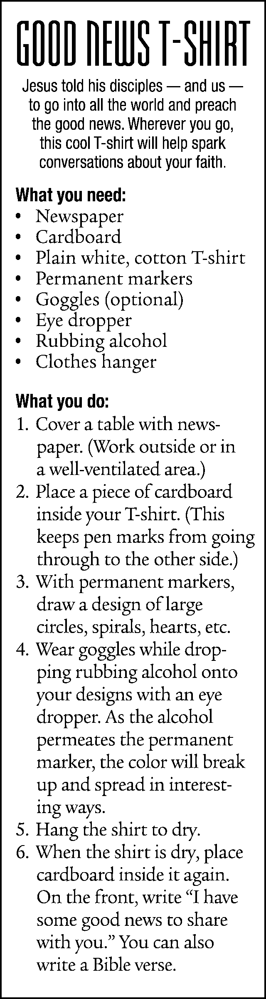 GOOD NEWS T-SHIRT
Jesus told his disciples — and us —
to go into all the world and preach
the good news. Wherever you go,
this cool T-shirt will help spark
conversations about your faith.
What you need:
• Newspaper
• Cardboard
• Plain white, cotton T-shirt
• Permanent markers
• Goggles (optional)
• Eye dropper
• Rubbing alcohol
• Clothes hanger
What you do:
1. Cover a table with news-
paper. (Work outside or in
a well-ventilated area.)
2. Place a piece of cardboard
inside your T-shirt. (This
keeps pen marks from going
through to the other side.)
3. With permanent markers,
draw a design of large
circles, spirals, hearts, etc.
4. Wear goggles while drop-
ping rubbing alcohol onto
your designs with an eye
dropper. As the alcohol
permeates the permanent
marker, the color will break
up and spread in interest-
ing ways.
5. Hang the shirt to dry.
6. When the shirt is dry, place
cardboard inside it again.
On the front, write “I have
some good news to share
with you.” You can also
write a Bible verse.